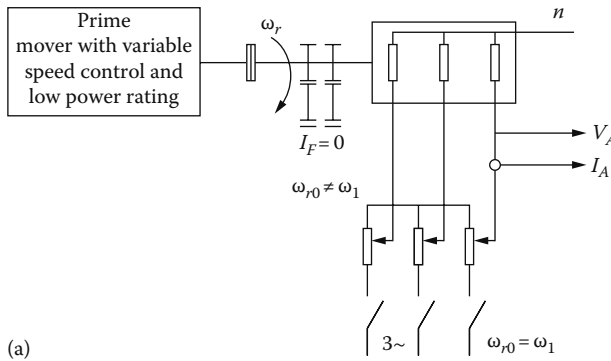 Prime
mover with variable
speed control and
low power rating
ω_r
I_F = 0
n
V_A
I_A
ω_r0 ≠ ω_1
3~
ω_r0 = ω_1
(a)